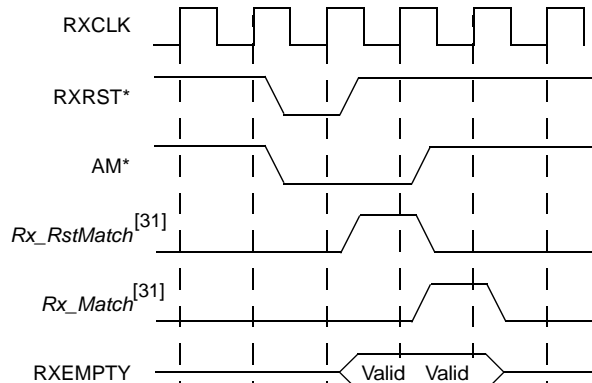 RXCLK
RXRST*
AM*
Rx_RstMatch[31]
Rx_Match[31]
RXEMPTY Valid Valid